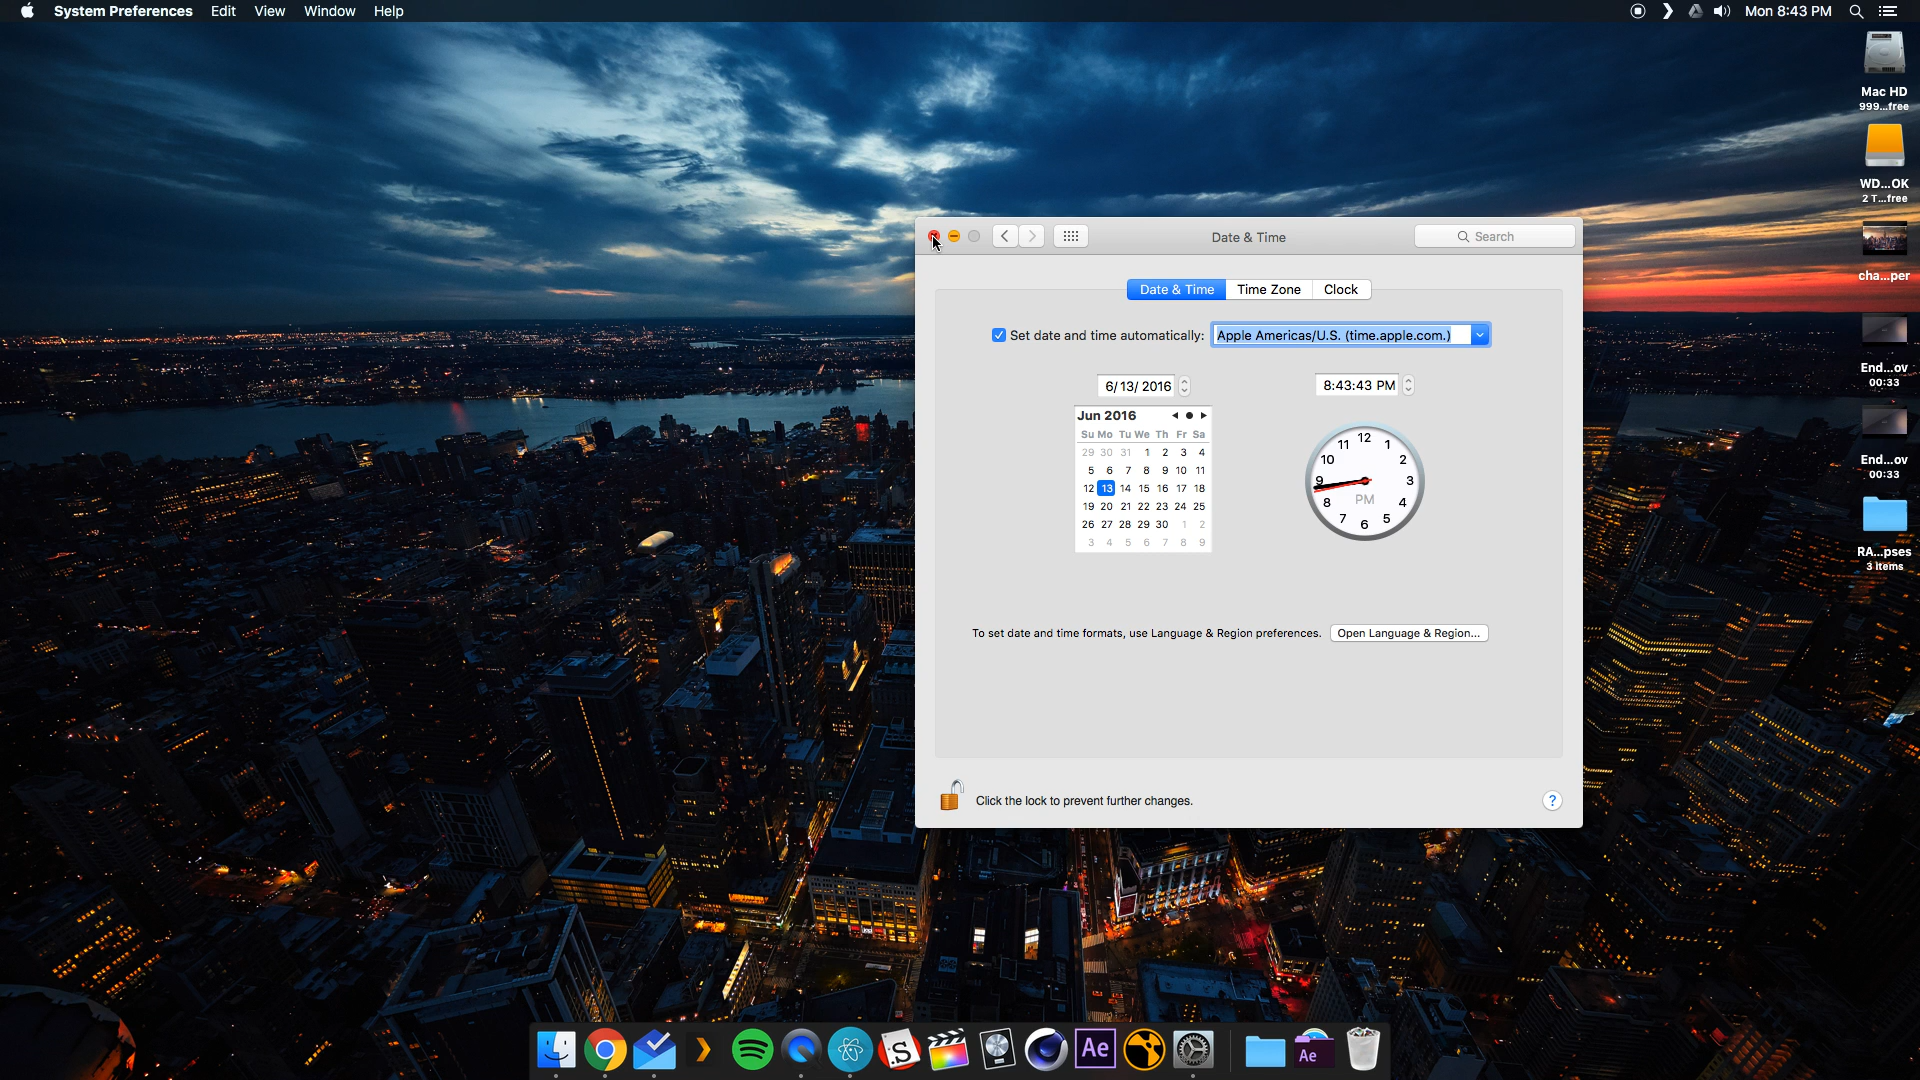 System Preferences Edit View Window Help
Mon 8:43 PM
Mac HD
999...free
WD...OK
2 T...free
cha...per
End...ov
00:33
End...ov
00:33
RA...pses
3 items
Date & Time
Search
Date & Time Time Zone Clock
Set date and time automatically: Apple Americas/U.S. (time.apple.com.)
6/13/2016
8:43:43 PM
Jun 2016
Su Mo Tu We Th Fr Sa
29 30 31 1 2 3 4
5 6 7 8 9 10 11
12 13 14 15 16 17 18
19 20 21 22 23 24 25
26 27 28 29 30 1 2
3 4 5 6 7 8 9
12 1 2 3 4 5 6 7 8 9 10 11
PM
To set date and time formats, use Language & Region preferences. Open Language & Region...
Click the lock to prevent further changes.
?
.S
Ae
Ae